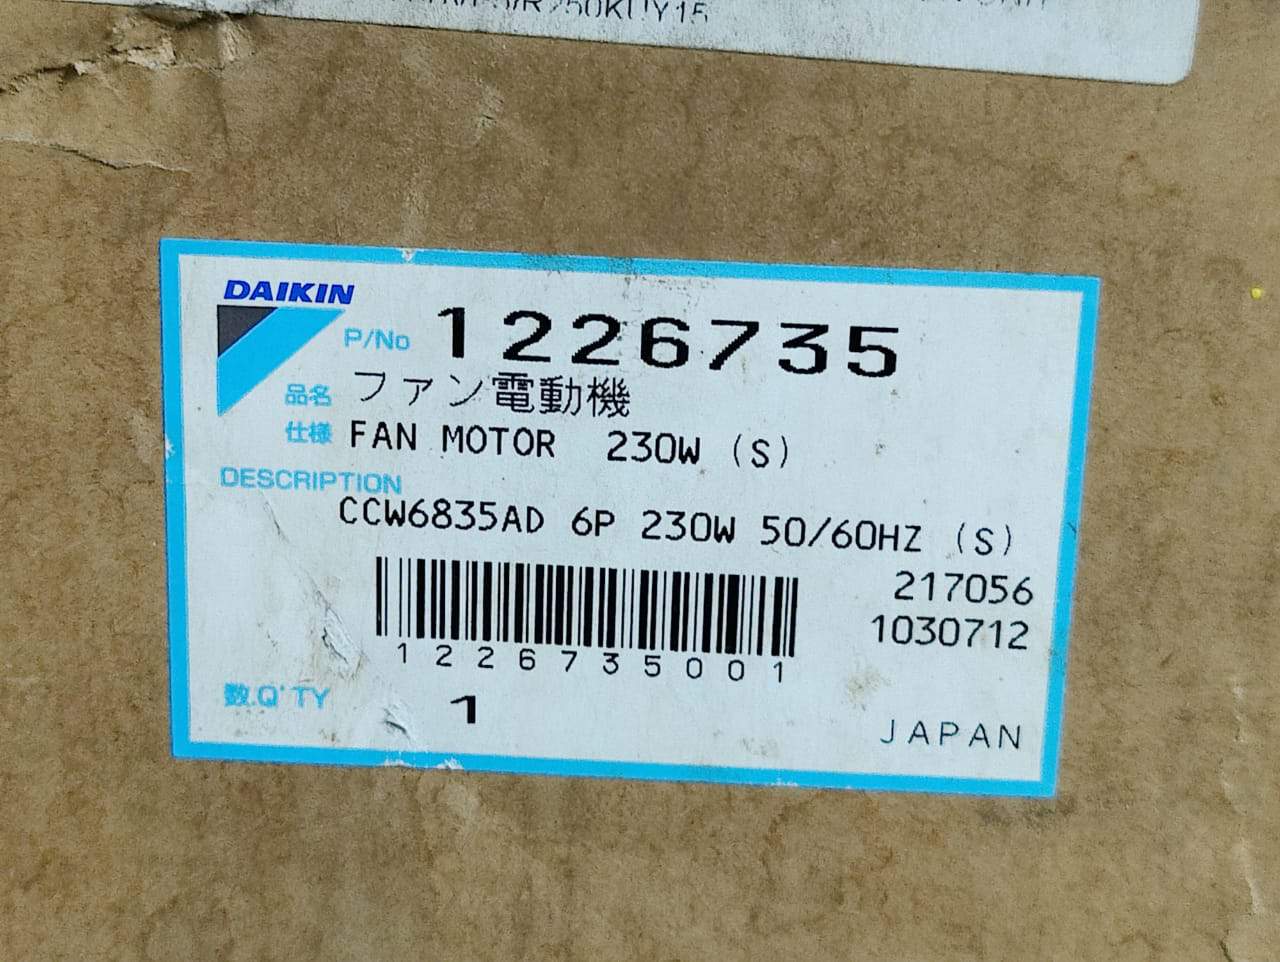 DAIKIN
P/No 1226735
品名 ファン電動機
仕様 FAN MOTOR 230W (S)
DESCRIPTION
CCW6835AD 6P 230W 50/60HZ (S)
217056
1030712
1226735001
数.Q'TY 1
JAPAN